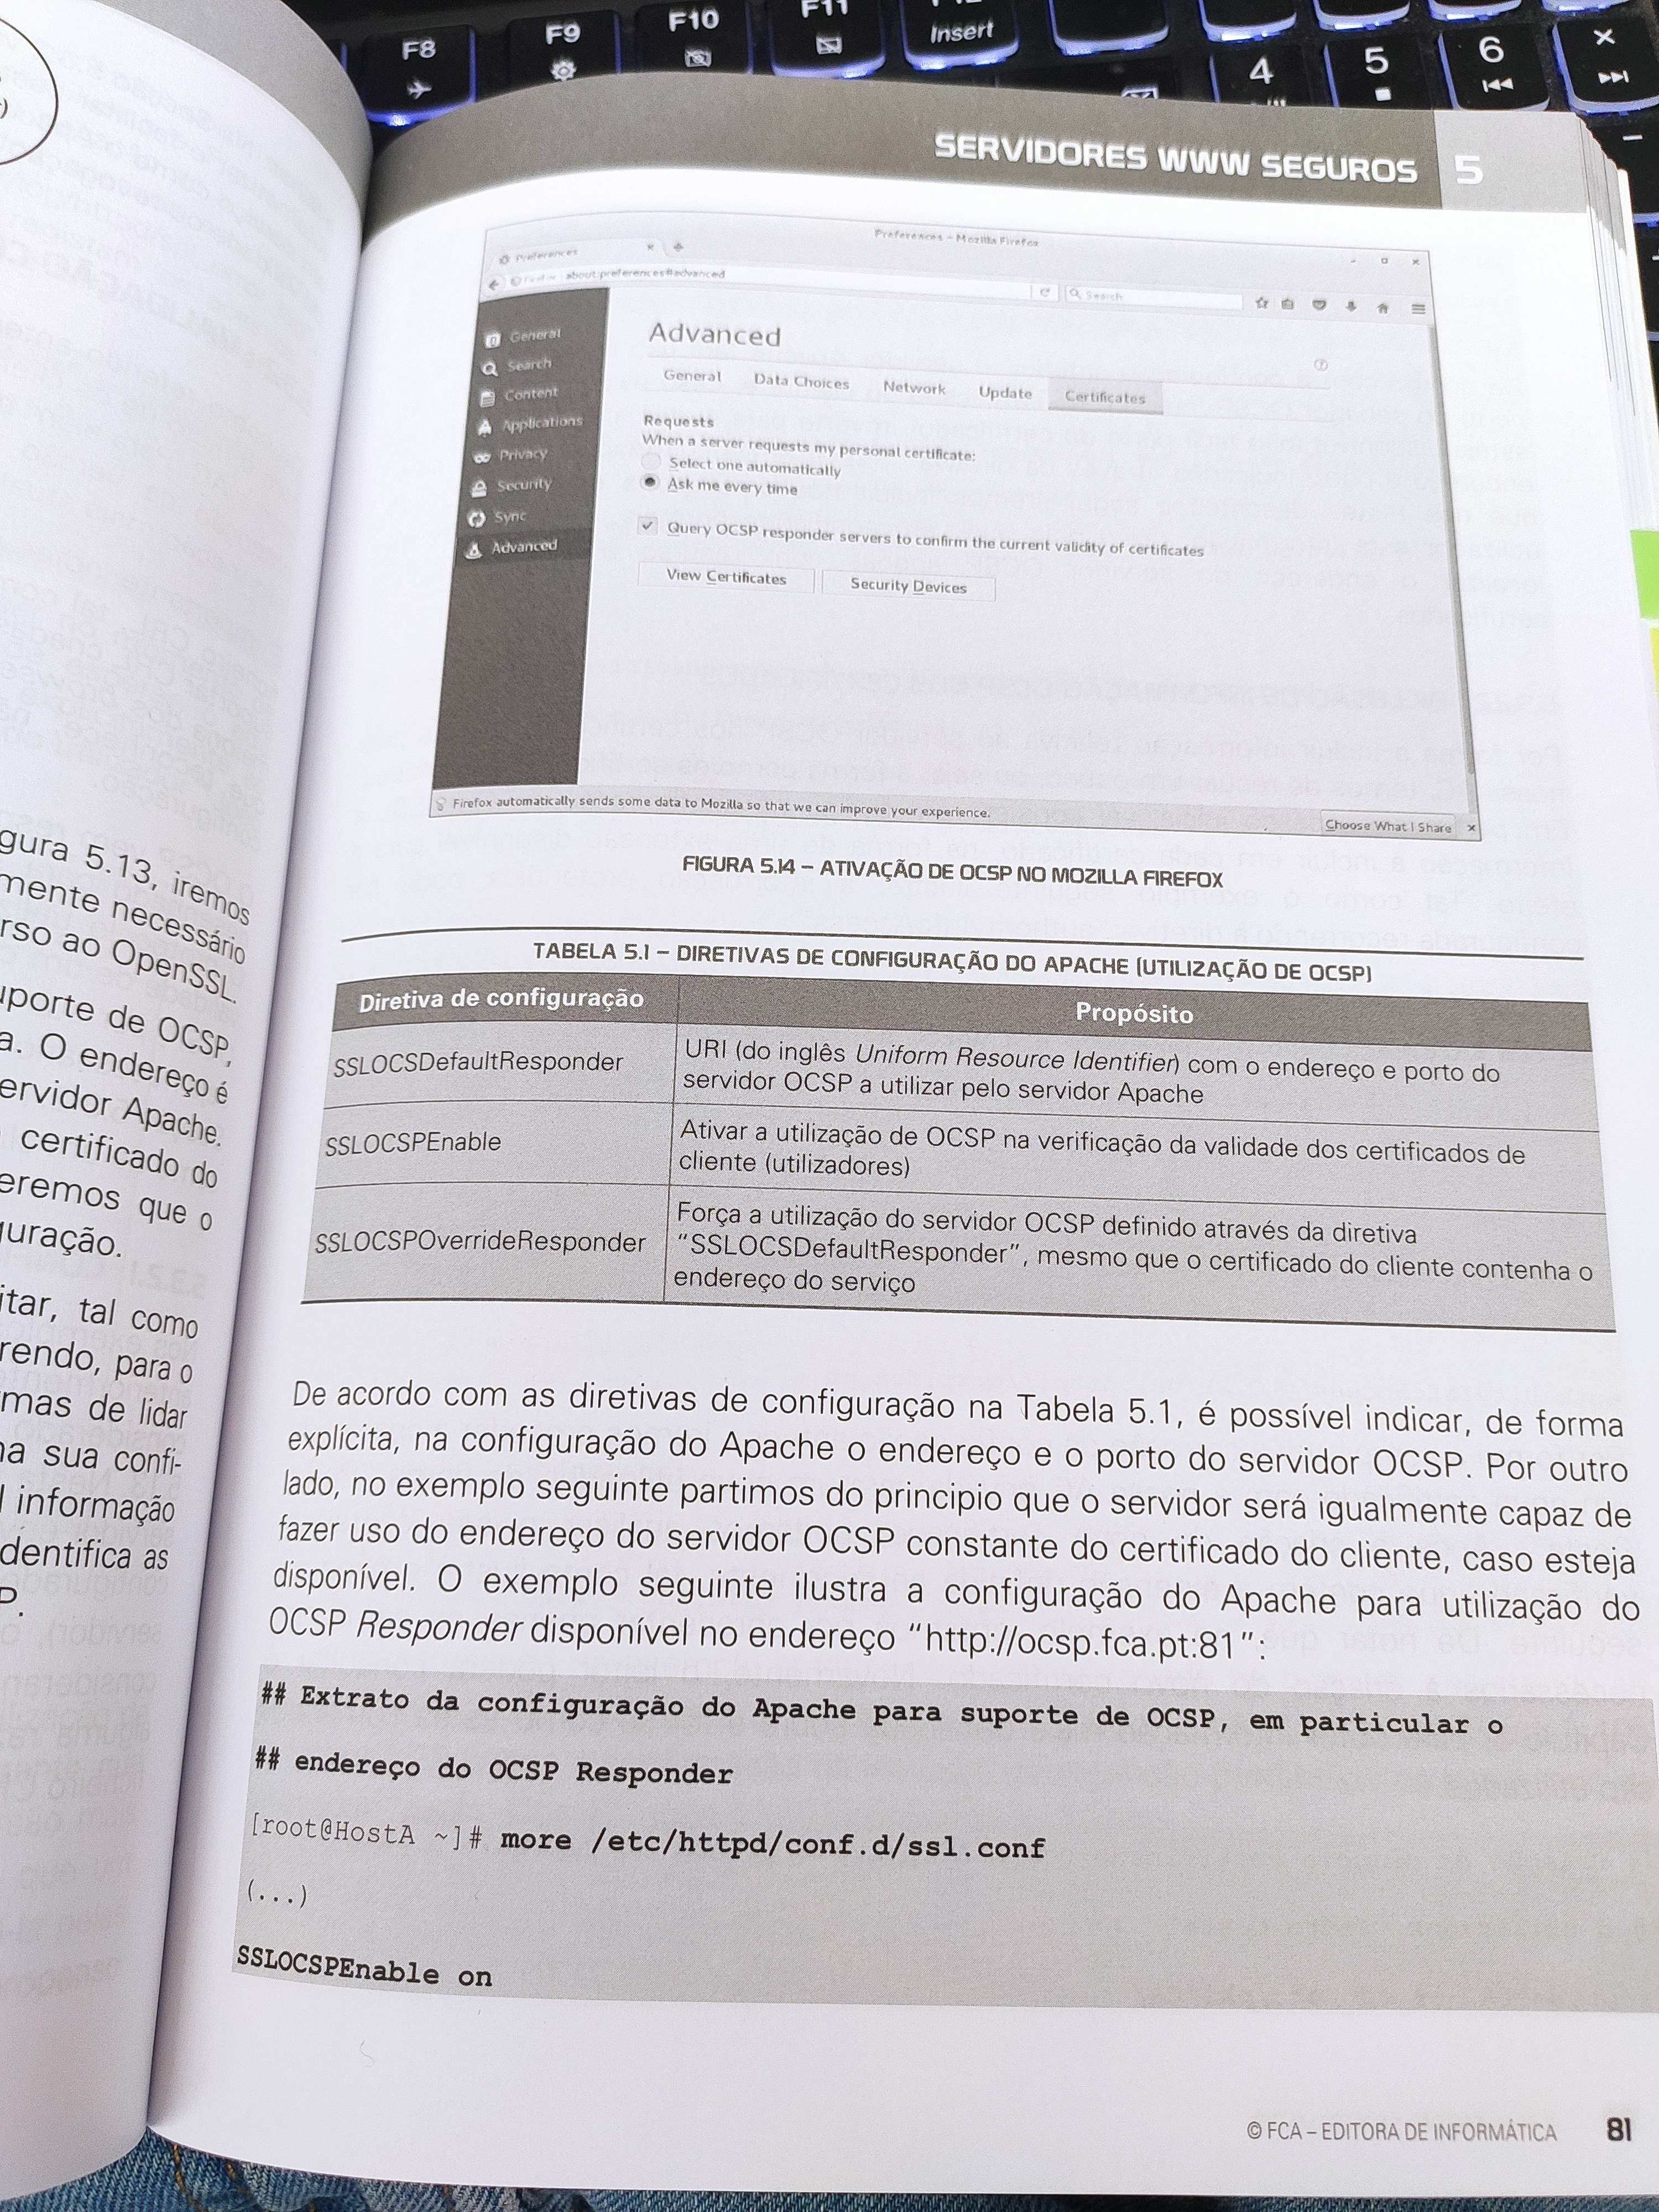 F8
F9
F10
F11
Insert
4
5
6
gura 5.13, iremos
mente necessário
rso ao OpenSSL.
uporte de OCSP,
a. O endereço é
ervidor Apache.
certificado do
eremos que o
guração.
itar, tal como
rendo, para o
mas de lidar
na sua confi-
l informação
dentifica as
P.
SERVIDORES WWW SEGUROS 5
Preferences - Mozilla Firefox
Preferences
about:preferences#advanced
Search
General
Search
Content
Applications
Privacy
Security
Sync
Advanced
Advanced
General Data Choices Network Update Certificates
Requests
When a server requests my personal certificate:
Select one automatically
Ask me every time
Query OCSP responder servers to confirm the current validity of certificates
View Certificates Security Devices
Firefox automatically sends some data to Mozilla so that we can improve your experience.
Choose What I Share
FIGURA 5.14 – ATIVAÇÃO DE OCSP NO MOZILLA FIREFOX
TABELA 5.1 – DIRETIVAS DE CONFIGURAÇÃO DO APACHE (UTILIZAÇÃO DE OCSP)
Diretiva de configuração Propósito
SSLOCSDefaultResponder
URI (do inglês Uniform Resource Identifier) com o endereço e porto do
servidor OCSP a utilizar pelo servidor Apache
SSLOCSPEnable
Ativar a utilização de OCSP na verificação da validade dos certificados de
cliente (utilizadores)
SSLOCSPOverrideResponder
Força a utilização do servidor OCSP definido através da diretiva
“SSLOCSDefaultResponder”, mesmo que o certificado do cliente contenha o
endereço do serviço
De acordo com as diretivas de configuração na Tabela 5.1, é possível indicar, de forma
explícita, na configuração do Apache o endereço e o porto do servidor OCSP. Por outro
lado, no exemplo seguinte partimos do principio que o servidor será igualmente capaz de
fazer uso do endereço do servidor OCSP constante do certificado do cliente, caso esteja
disponível. O exemplo seguinte ilustra a configuração do Apache para utilização do
OCSP Responder disponível no endereço “http://ocsp.fca.pt:81”:
## Extrato da configuração do Apache para suporte de OCSP, em particular o
## endereço do OCSP Responder
[root@HostA ~]# more /etc/httpd/conf.d/ssl.conf
(...)
SSLOCSPEnable on
© FCA – EDITORA DE INFORMÁTICA 81